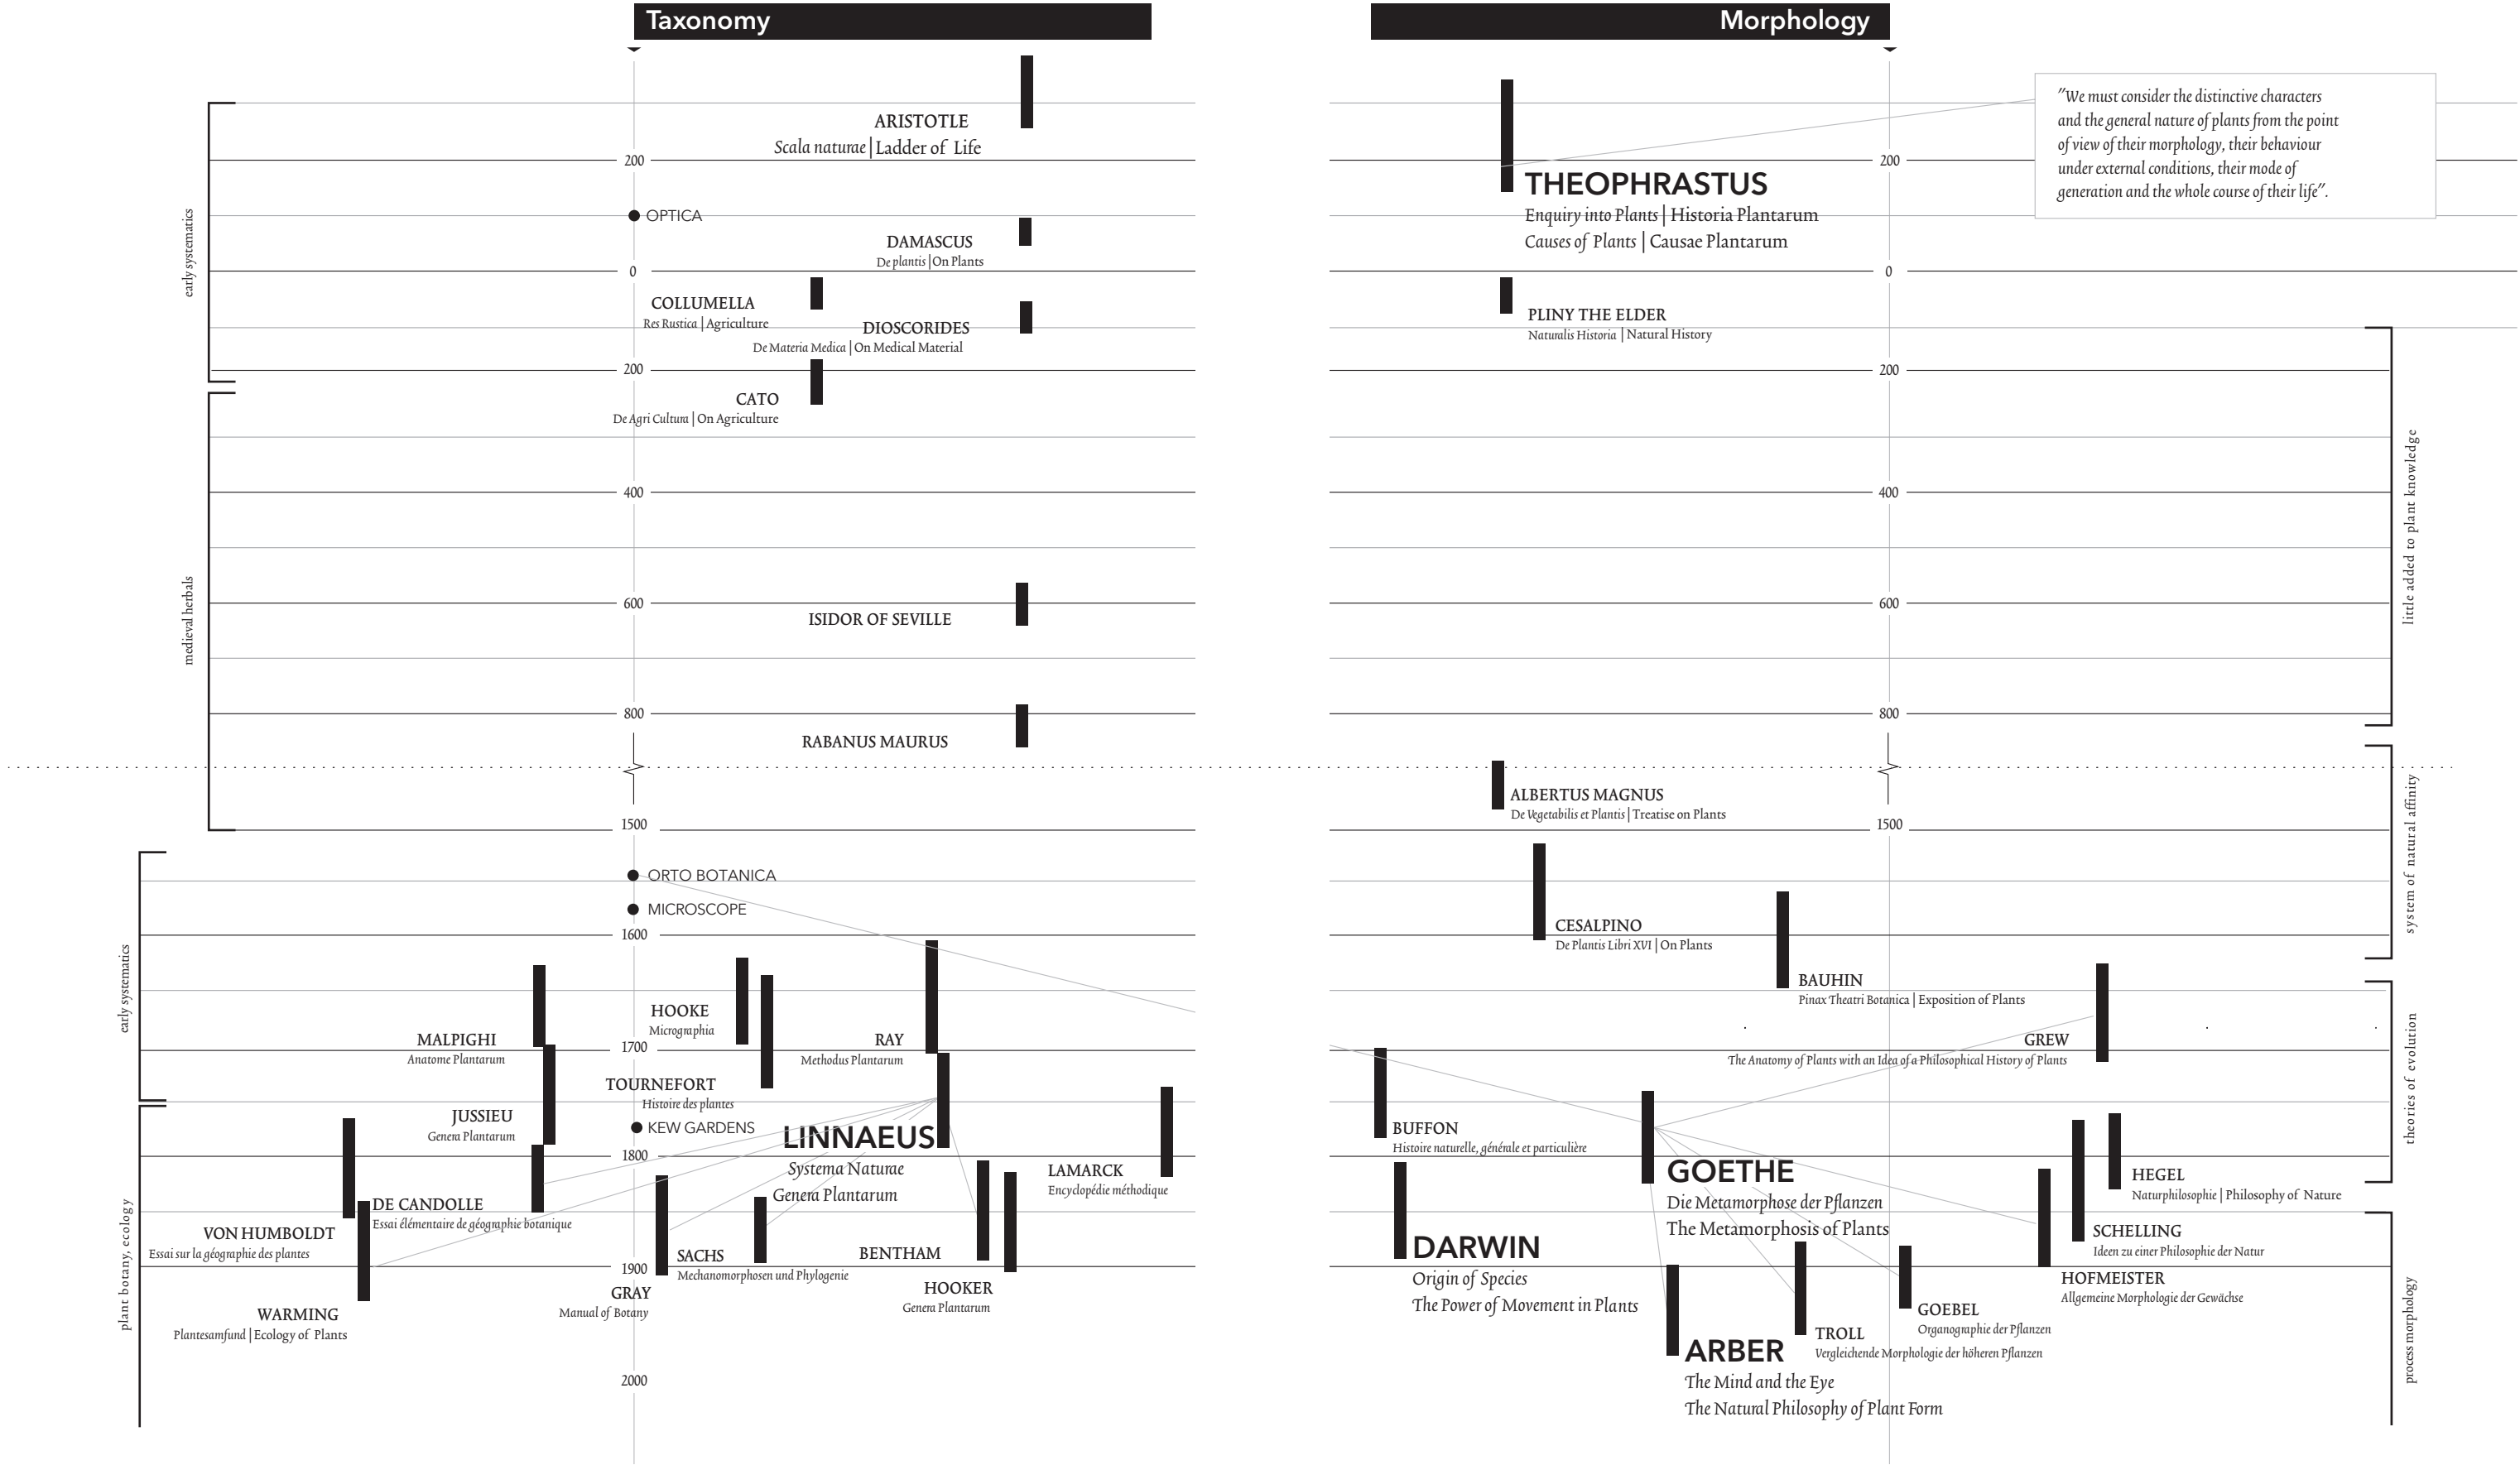 Taxonomy
Morphology
"We must consider the distinctive characters
and the general nature of plants from the point
of view of their morphology, their behaviour
under external conditions, their mode of
generation and the whole course of their life".
early systematics
medieval herbals
early systematics
plant botany, ecology
ARISTOTLE
Scala naturae | Ladder of Life
200
OPTICA
DAMASCUS
De plantis | On Plants
0
COLLUMELLA
Res Rustica | Agriculture
DIOSCORIDES
De Materia Medica | On Medical Material
200
CATO
De Agri Cultura | On Agriculture
400
600
ISIDOR OF SEVILLE
800
RABANUS MAURUS
1500
ORTO BOTANICA
MICROSCOPE
1600
HOOKE
Micrographia
MALPIGHI
Anatome Plantarum
1700
RAY
Methodus Plantarum
TOURNEFORT
Histoire des plantes
JUSSIEU
Genera Plantarum
KEW GARDENS
LINNAEUS
Systema Naturae
Genera Plantarum
1800
LAMARCK
Encyclopédie méthodique
DE CANDOLLE
Essai élémentaire de géographie botanique
VON HUMBOLDT
Essai sur la géographie des plantes
SACHS
Mechanomorphosen und Phylogenie
BENTHAM
1900
GRAY
Manual of Botany
HOOKER
Genera Plantarum
WARMING
Plantesamfund | Ecology of Plants
2000
200
THEOPHRASTUS
Enquiry into Plants | Historia Plantarum
Causes of Plants | Causae Plantarum
0
PLINY THE ELDER
Naturalis Historia | Natural History
200
400
600
800
ALBERTUS MAGNUS
De Vegetabilis et Plantis | Treatise on Plants
1500
CESALPINO
De Plantis Libri XVI | On Plants
BAUHIN
Pinax Theatri Botanica | Exposition of Plants
GREW
The Anatomy of Plants with an Idea of a Philosophical History of Plants
BUFFON
Histoire naturelle, générale et particulière
GOETHE
Die Metamorphose der Pflanzen
The Metamorphosis of Plants
HEGEL
Naturphilosophie | Philosophy of Nature
SCHELLING
Ideen zu einer Philosophie der Natur
DARWIN
Origin of Species
The Power of Movement in Plants
HOFMEISTER
Allgemeine Morphologie der Gewächse
GOEBEL
Organographie der Pflanzen
TROLL
Vergleichende Morphologie der höheren Pflanzen
ARBER
The Mind and the Eye
The Natural Philosophy of Plant Form
little added to plant knowledge
system of natural affinity
theories of evolution
process morphology